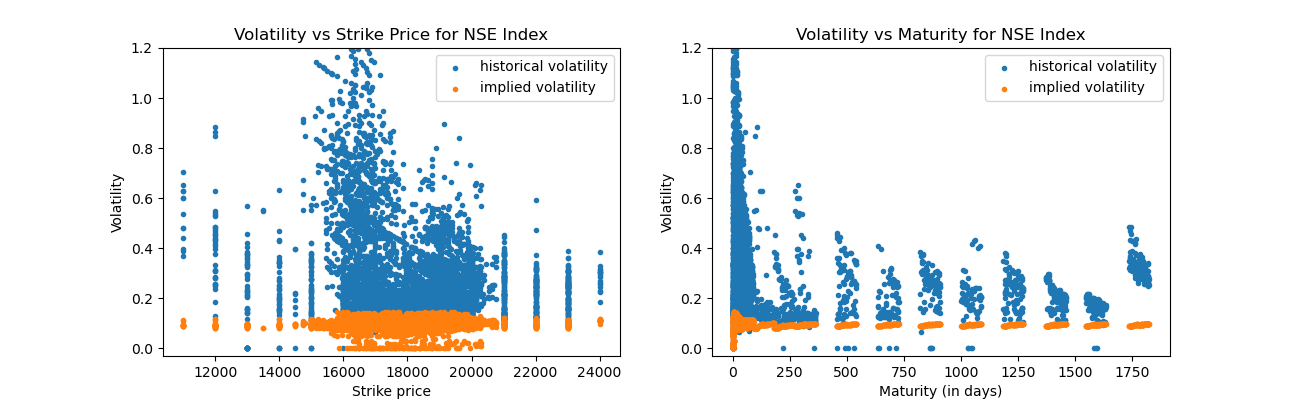 Volatility vs Strike Price for NSE Index
historical volatility
implied volatility
Volatility
1.2
1.0
0.8
0.6
0.4
0.2
0.0
12000 14000 16000 18000 20000 22000 24000
Strike price
Volatility vs Maturity for NSE Index
historical volatility
implied volatility
Volatility
1.2
1.0
0.8
0.6
0.4
0.2
0.0
0 250 500 750 1000 1250 1500 1750
Maturity (in days)